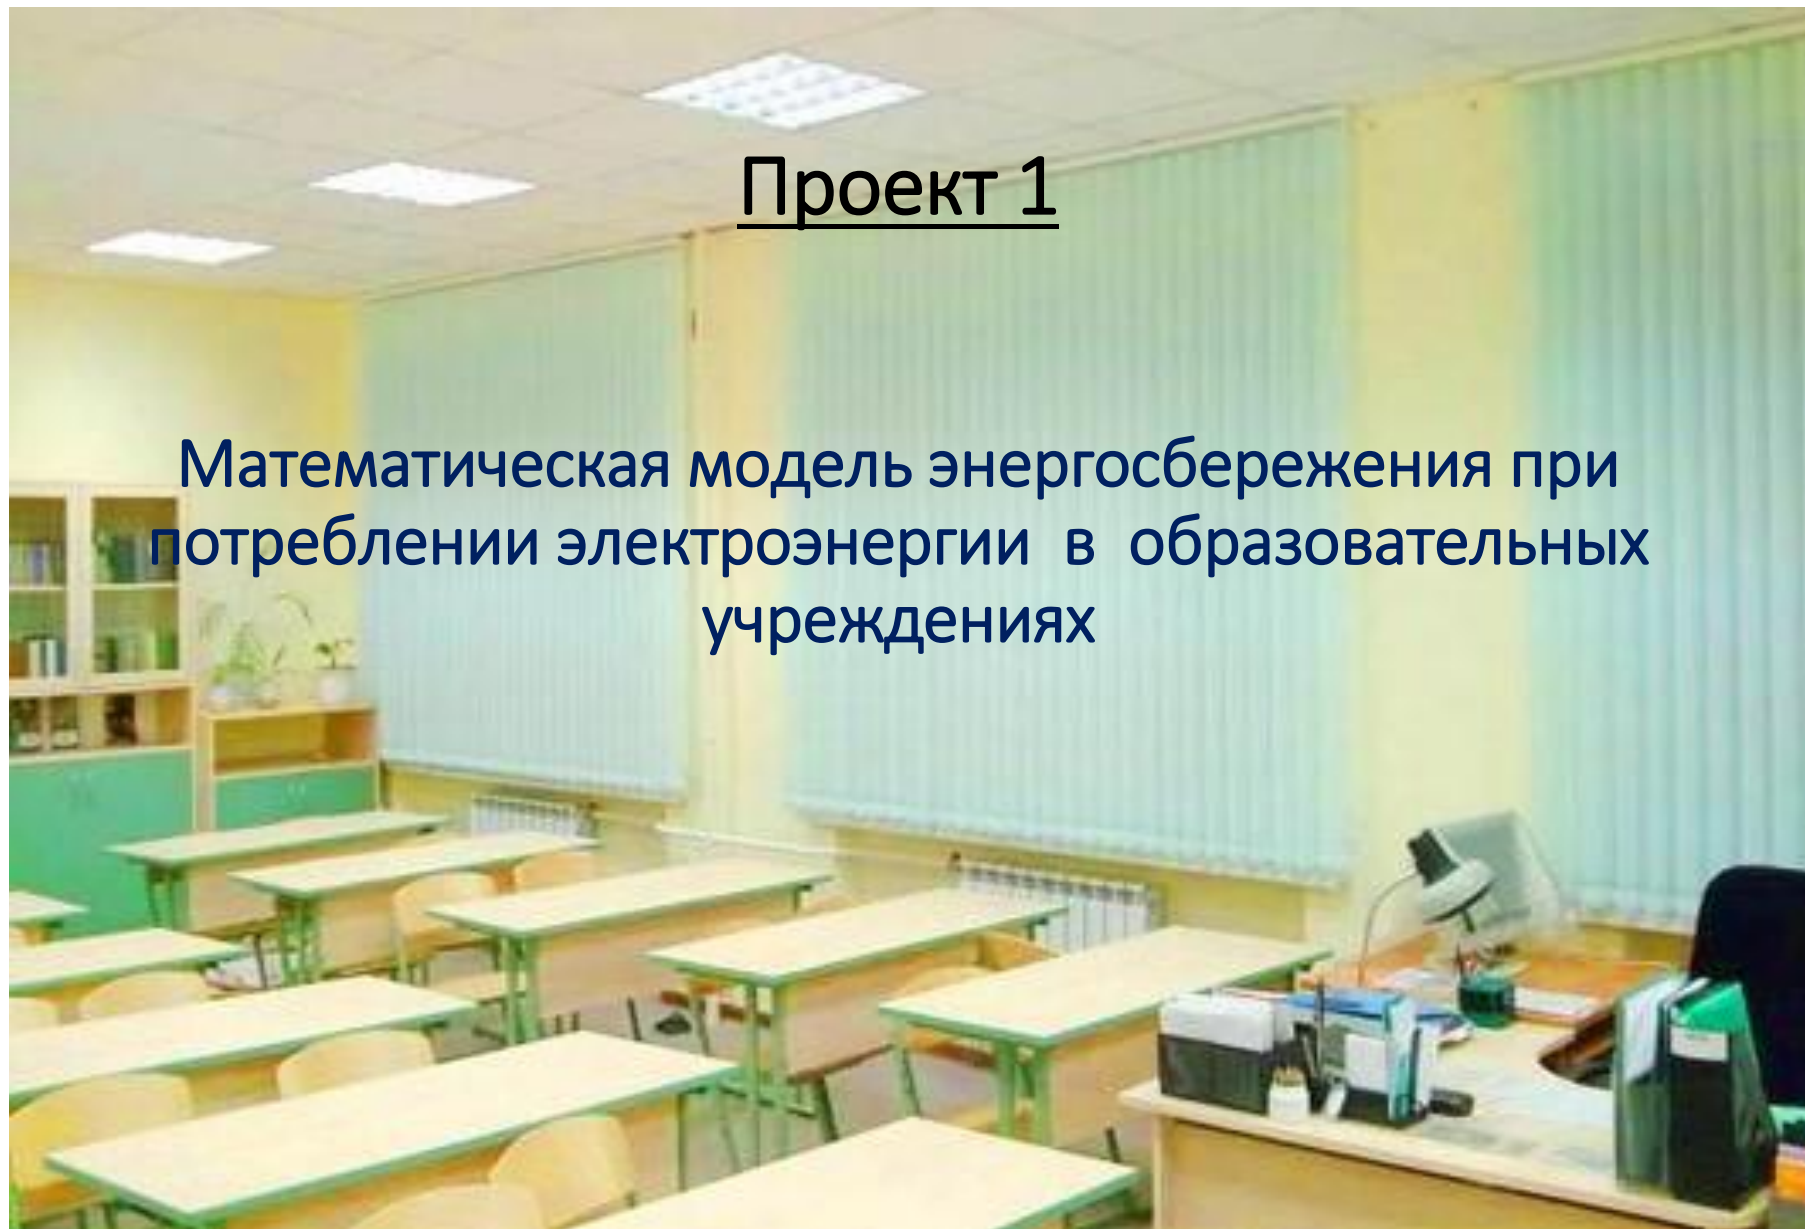 Проект 1
Математическая модель энергосбережения при
потреблении электроэнергии в образовательных
учреждениях